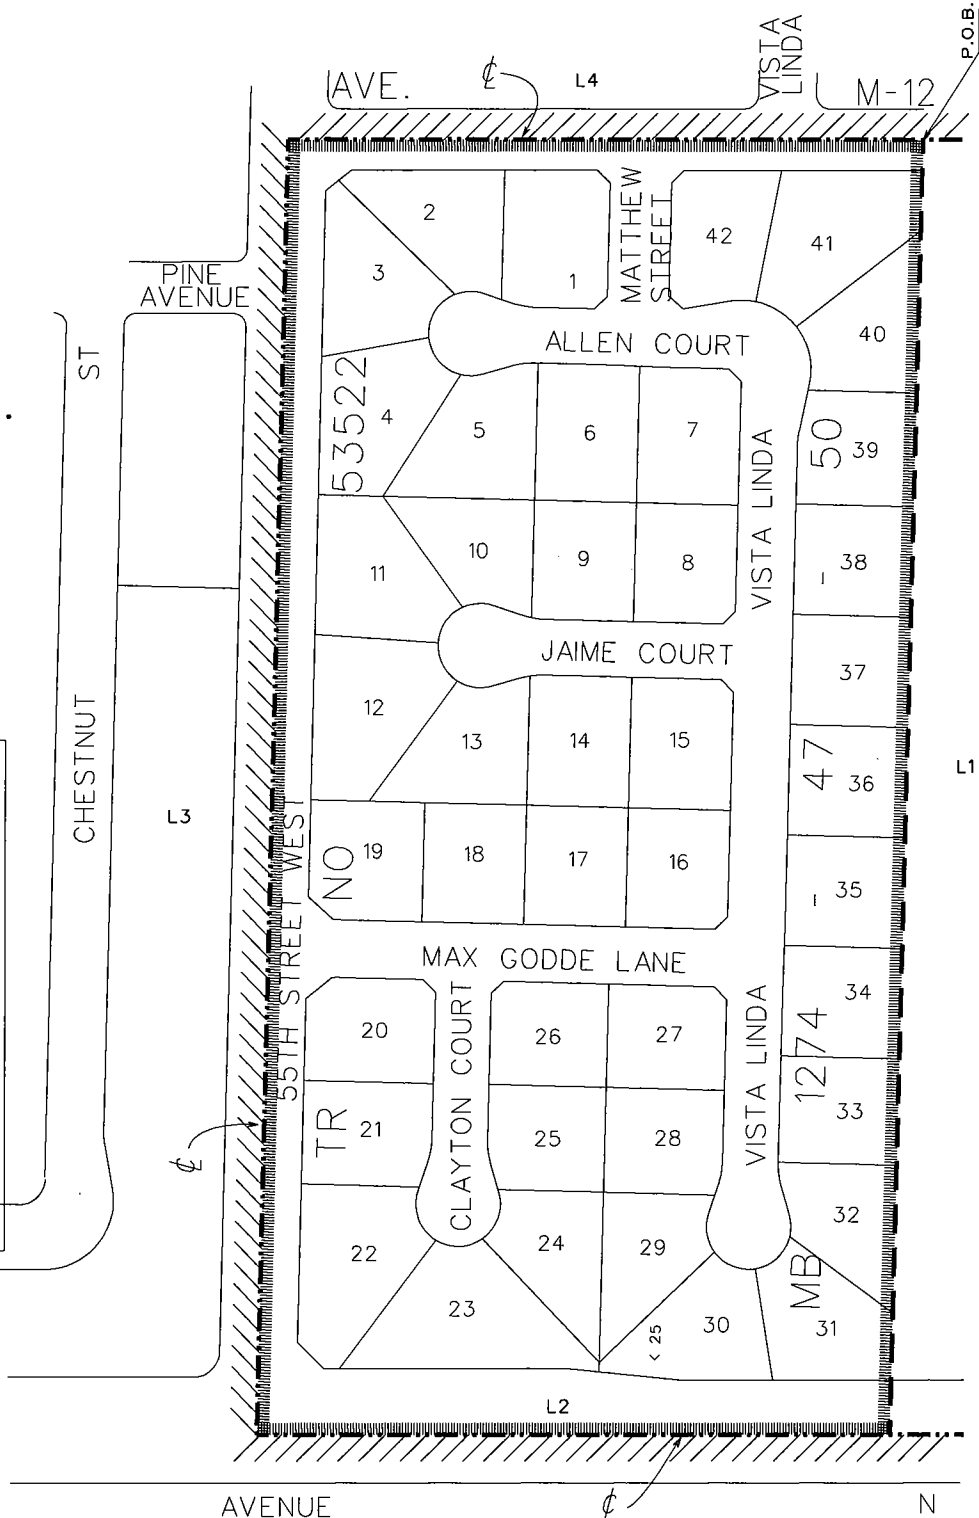 P.O.B.
AVE.
℄
L4
VISTA
LINDA
M-12
PINE
AVENUE
ST
CHESTNUT
L3
2
3
1
MATTHEW
STREET
42
41
40
ALLEN COURT
53522
4
5
6
7
VISTA LINDA
50
39
11
10
9
8
38
JAIME COURT
37
12
13
14
15
47
36
L1
55TH STREET WEST
NO
19
18
17
16
35
MAX GODDE LANE
34
20
CLAYTON COURT
26
27
VISTA LINDA
1274
33
℄
TR
21
25
28
32
22
24
29
MB
23
< 25
30
31
L2
AVENUE
℄
N